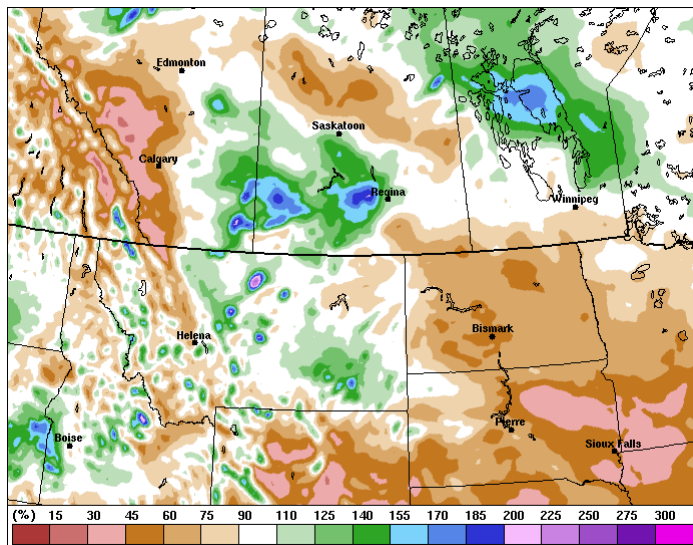 Edmonton
Saskatoon
Calgary
Regina
Winnipeg
Helena
Bismark
Boise
Pierre
Sioux Falls
(%) 15 30 45 60 75 90 110 125 140 155 170 185 200 225 250 275 300